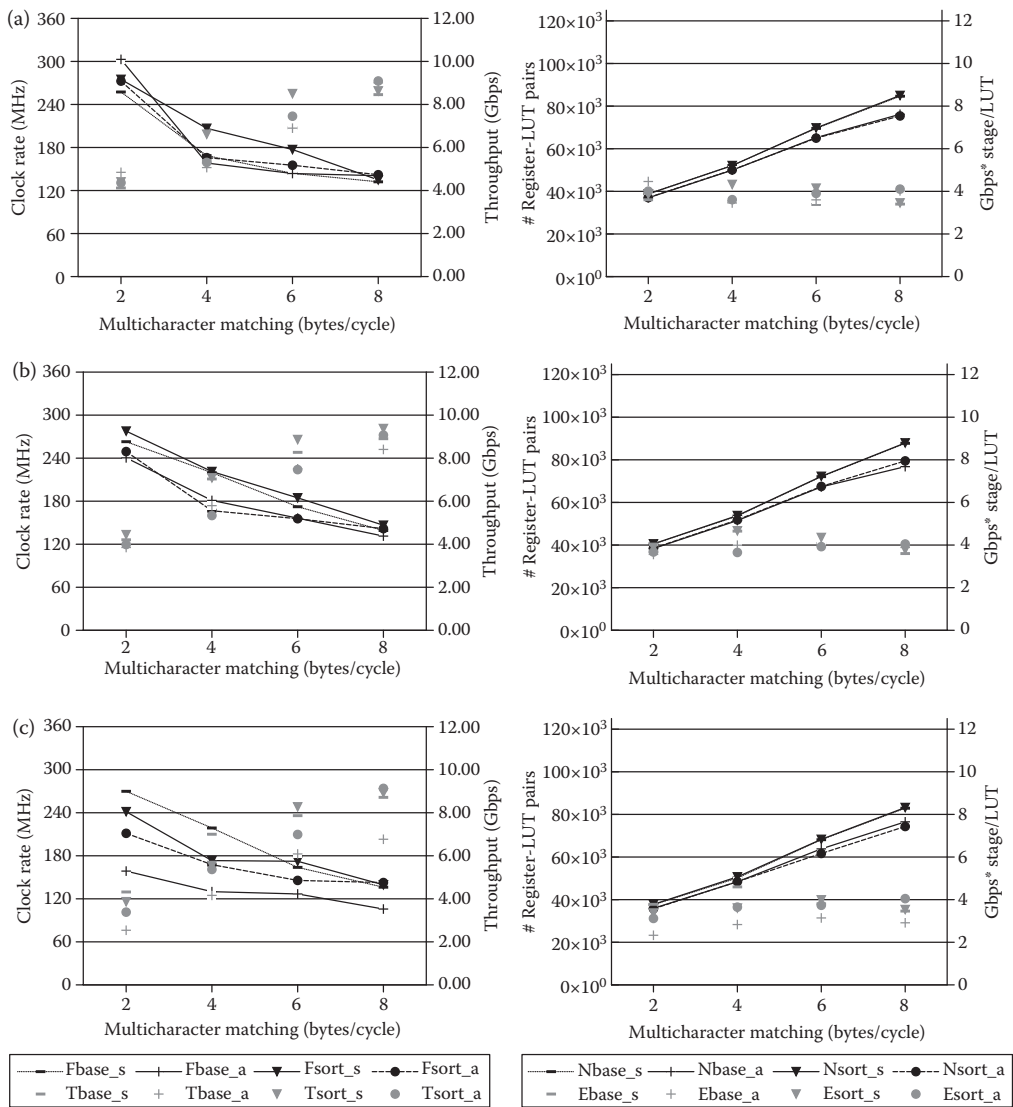 (a)
360
300
240
180
120
60
0
Clock rate (MHz)
12.00
10.00
8.00
6.00
4.00
2.00
0.00
Throughput (Gbps)
2 4 6 8
Multicharacter matching (bytes/cycle)
120×10³
100×10³
80×10³
60×10³
40×10³
20×10³
0×10⁰
# Register-LUT pairs
12
10
8
6
4
2
0
Gbps* stage/LUT
2 4 6 8
Multicharacter matching (bytes/cycle)
(b)
360
300
240
180
120
60
0
Clock rate (MHz)
12.00
10.00
8.00
6.00
4.00
2.00
0.00
Throughput (Gbps)
2 4 6 8
Multicharacter matching (bytes/cycle)
120×10³
100×10³
80×10³
60×10³
40×10³
20×10³
0×10⁰
# Register-LUT pairs
12
10
8
6
4
2
0
Gbps* stage/LUT
2 4 6 8
Multicharacter matching (bytes/cycle)
(c)
360
300
240
180
120
60
0
Clock rate (MHz)
12.00
10.00
8.00
6.00
4.00
2.00
0.00
Throughput (Gbps)
2 4 6 8
Multicharacter matching (bytes/cycle)
120×10³
100×10³
80×10³
60×10³
40×10³
20×10³
0×10⁰
# Register-LUT pairs
12
10
8
6
4
2
0
Gbps* stage/LUT
2 4 6 8
Multicharacter matching (bytes/cycle)
Fbase_s Fbase_a Fsort_s Fsort_a
Tbase_s Tbase_a Tsort_s Tsort_a
Nbase_s Nbase_a Nsort_s Nsort_a
Ebase_s Ebase_a Esort_s Esort_a